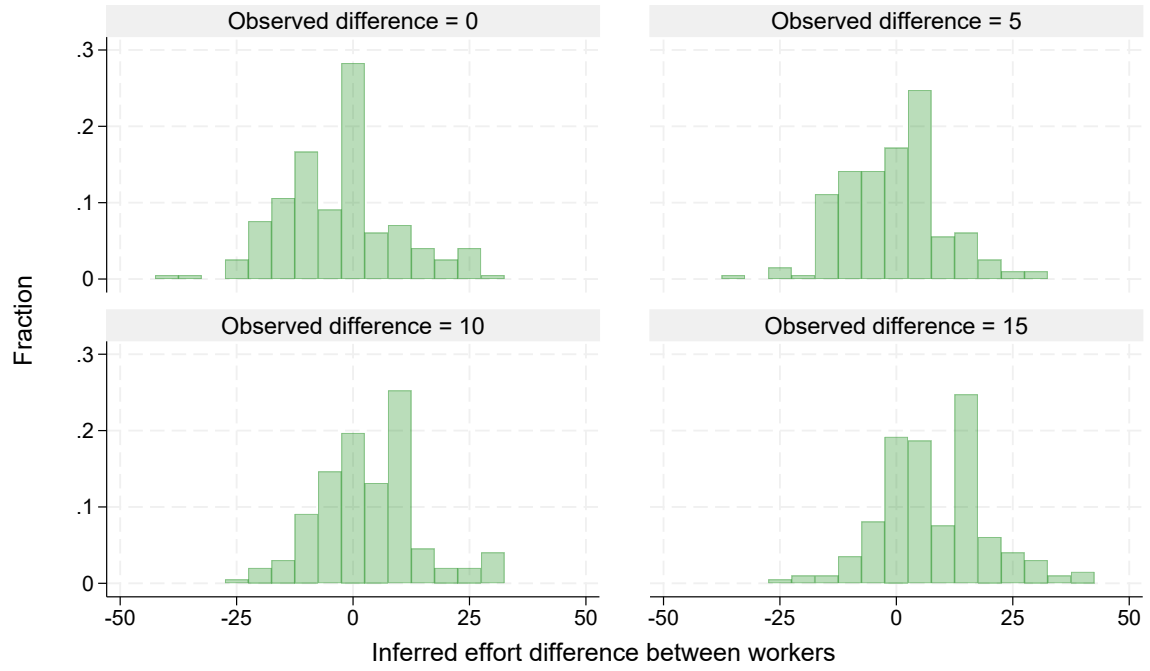 Observed difference = 0
Observed difference = 5
.3
.2
.1
0
Observed difference = 10
Observed difference = 15
.3
.2
.1
0
Fraction
-50 -25 0 25 50
-50 -25 0 25 50
Inferred effort difference between workers